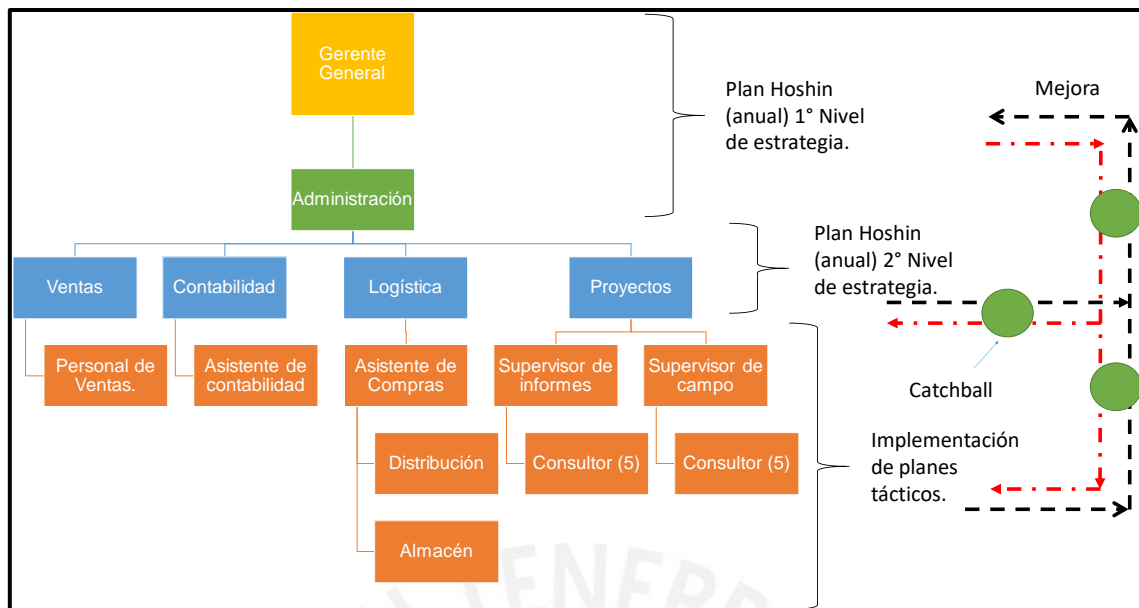 Gerente
General
Plan Hoshin
(anual) 1° Nivel
de estrategia.
Mejora
Administración
Plan Hoshin
(anual) 2° Nivel
de estrategia.
Ventas
Contabilidad
Logística
Proyectos
Personal de
Ventas.
Asistente de
contabilidad
Asistente de
Compras
Supervisor de
informes
Supervisor de
campo
Catchball
Distribución
Consultor (5)
Consultor (5)
Implementación
de planes
tácticos.
Almacén
TENEBR